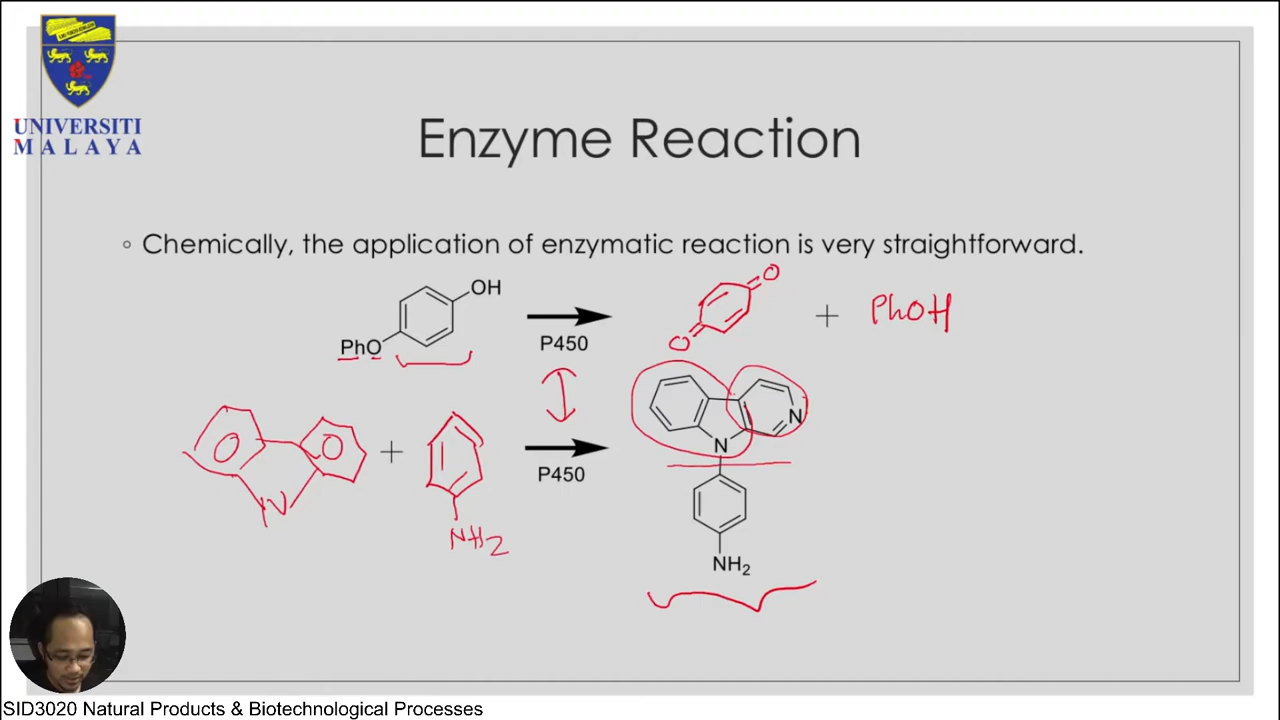 UNIVERSITI
MALAYA
Enzyme Reaction
Chemically, the application of enzymatic reaction is very straightforward.
OH
PhO
P450
O
O
+
PhOH
N
N
NH2
N
+
NH2
P450
SID3020 Natural Products & Biotechnological Processes